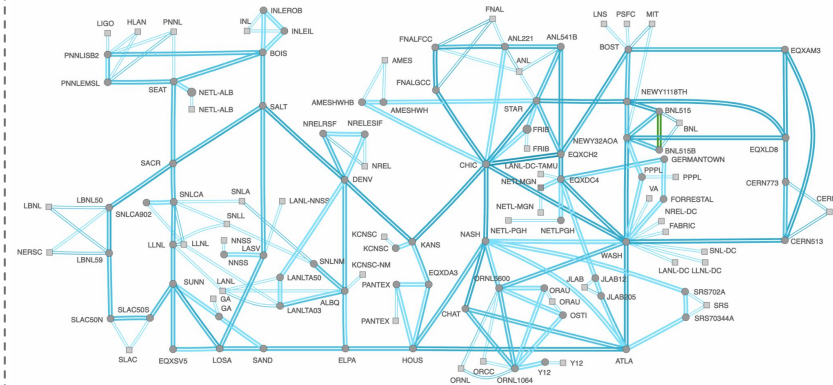 LIGO
HLAN
PNNL
INLEROB
INL
INLEIL
PNNLISB2
BOIS
PNNLEMSL
SEAT
NETL-ALB
NETL-ALB
SALT
SACR
LBNL
LBNL50
NERSC
LBNL59
SLAC50N
SLAC50S
SLAC
SNLCA902
SNLCA
SNLA
SNLL
LLNL
LLNL
NNSS
LASV
NNSS
LANL-NNSS
SNLNM
KCNSC-NM
LANL
LANLTA50
LANLTA03
ALBQ
GA
GA
SUNN
EQXSV5
LOSA
SAND
ELPA
HOUS
NRELRSF
NRELESIF
NREL
DENV
KCNSC
KCNSC
KANS
EQXDA3
PANTEX
PANTEX
AMES
AMESHWHB
AMESHWH
FNAL
FNALFCC
FNALGCC
ANL221
ANL541B
ANL
STAR
FRIB
FRIB
CHIC
EQXCH2
LANL-DC-TAMU
NETLMGN
EQXDC4
NETL-MGN
NETL-PGH
NETLPGH
NASH
CHAT
ORNL5600
ORAU
ORAU
OSTI
ORNL
ORCC
ORNL1064
Y12
Y12
JLAB
JLAB12
JLAB205
ATLA
LNS
PSFC
MIT
BOST
EQXAM3
NEWY1118TH
BNL515
BNL
NEWY32AOA
BNL515B
EQXLD8
GERMANTOWN
PPPL
PPPL
VA
FORRESTAL
NREL-DC
FABRIC
WASH
SNL-DC
LANL-DC
LLNL-DC
CERN773
CERN513
SRS702A
SRS
SRS70344A